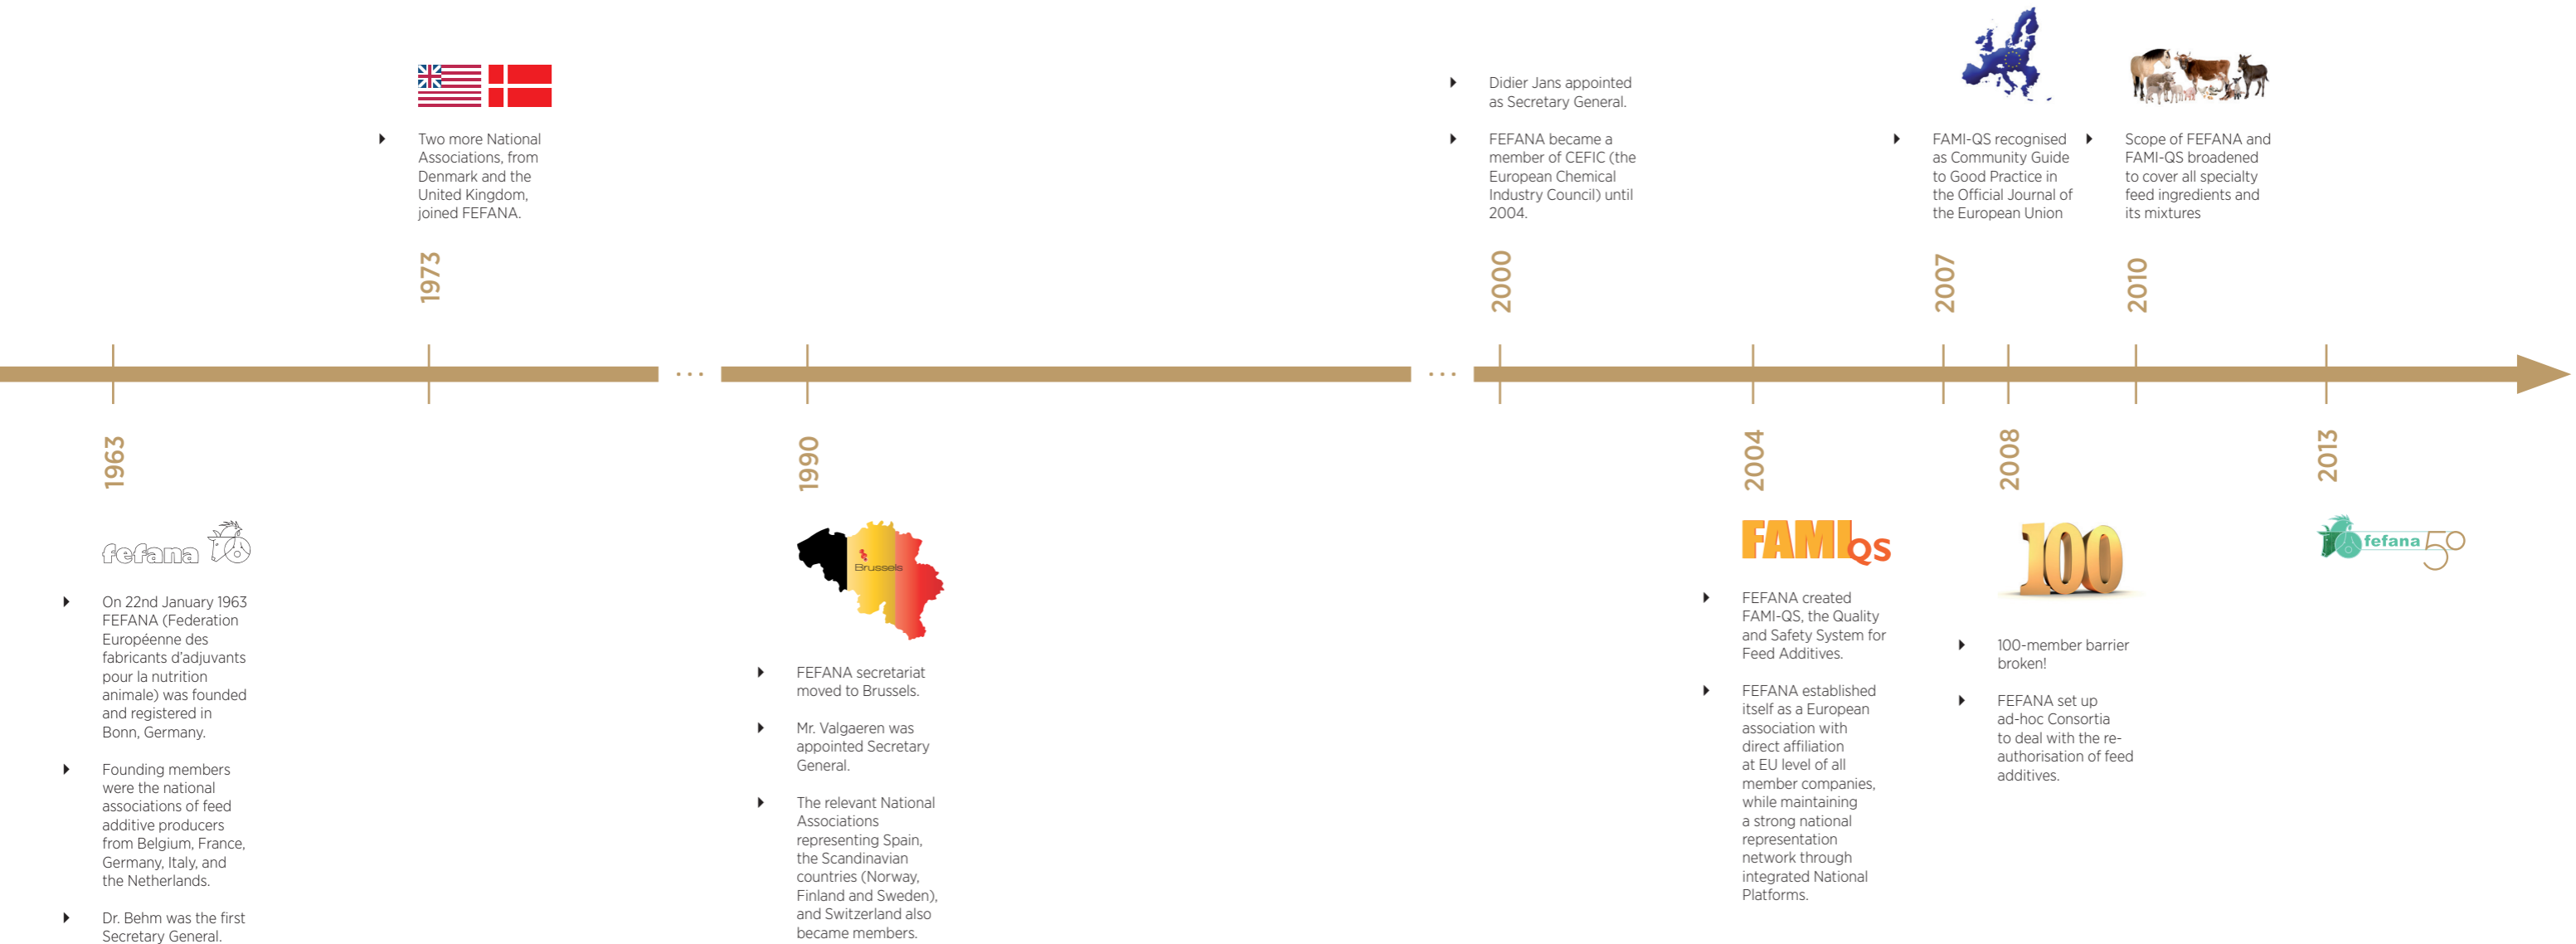 Two more National
Associations, from
Denmark and the
United Kingdom,
joined FEFANA.
1973
Didier Jans appointed
as Secretary General.
FEFANA became a
member of CEFIC (the
European Chemical
Industry Council) until
2004.
2000
FAMI-QS recognised
as Community Guide
to Good Practice in
the Official Journal of
the European Union
2007
Scope of FEFANA and
FAMI-QS broadened
to cover all specialty
feed ingredients and
its mixtures
2010
... ...
1963
fefana
On 22nd January 1963
FEFANA (Federation
Européenne des
fabricants d'adjuvants
pour la nutrition
animale) was founded
and registered in
Bonn, Germany.
Founding members
were the national
associations of feed
additive producers
from Belgium, France,
Germany, Italy, and
the Netherlands.
Dr. Behm was the first
Secretary General.
1990
Brussels
FEFANA secretariat
moved to Brussels.
Mr. Valgaeren was
appointed Secretary
General.
The relevant National
Associations
representing Spain,
the Scandinavian
countries (Norway,
Finland and Sweden),
and Switzerland also
became members.
2004
FAMI QS
FEFANA created
FAMI-QS, the Quality
and Safety System for
Feed Additives.
FEFANA established
itself as a European
association with
direct affiliation
at EU level of all
member companies,
while maintaining
a strong national
representation
network through
integrated National
Platforms.
2008
100
100-member barrier
broken!
FEFANA set up
ad-hoc Consortia
to deal with the re-
authorisation of feed
additives.
2013
fefana 50